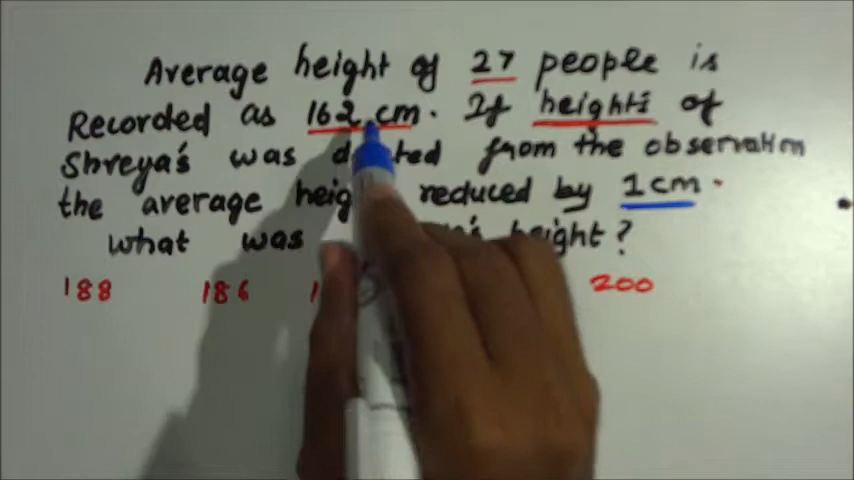 Average height of 27 people is
Recorded as 162 cm. If heights of
Shreya's was from the observation
the average reduced by 1cm.
what was height?
188 186 200